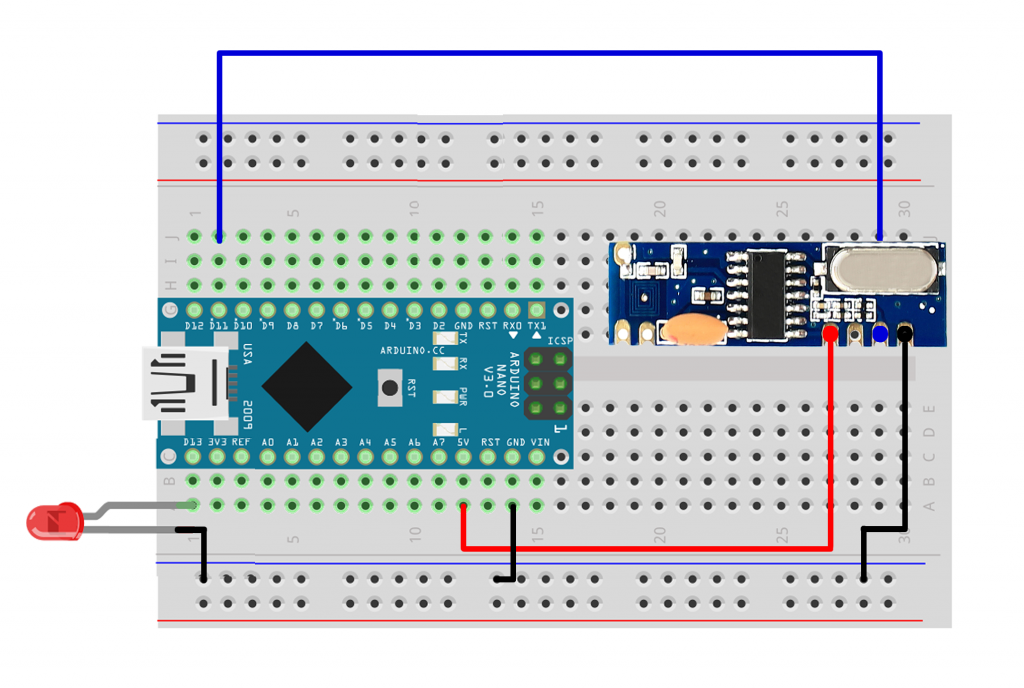 1 5 10 15 20 25 30
J J
I
H
G
D12 D11 D10 D9 D8 D7 D6 D5 D4 D3 D2 GND RST RX0 TX1
TX
RX
PWR
L
ARDUINO.CC
RST
ICSP
ARDUINO
NANO
V3.0
1
USA
2009
D13 3V3 REF A0 A1 A2 A3 A4 A5 A6 A7 5V RST GND VIN
E
D
C C
B B
A
1 5 10 15 20 25 30